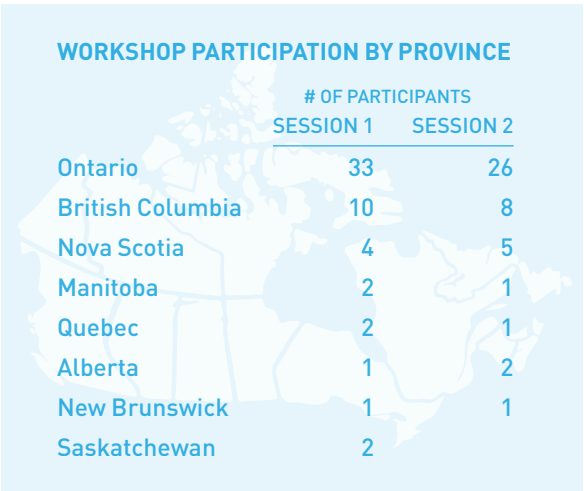 WORKSHOP PARTICIPATION BY PROVINCE
# OF PARTICIPANTS
SESSION 1 SESSION 2
Ontario 33 26
British Columbia 10 8
Nova Scotia 4 5
Manitoba 2 1
Quebec 2 1
Alberta 1 2
New Brunswick 1 1
Saskatchewan 2